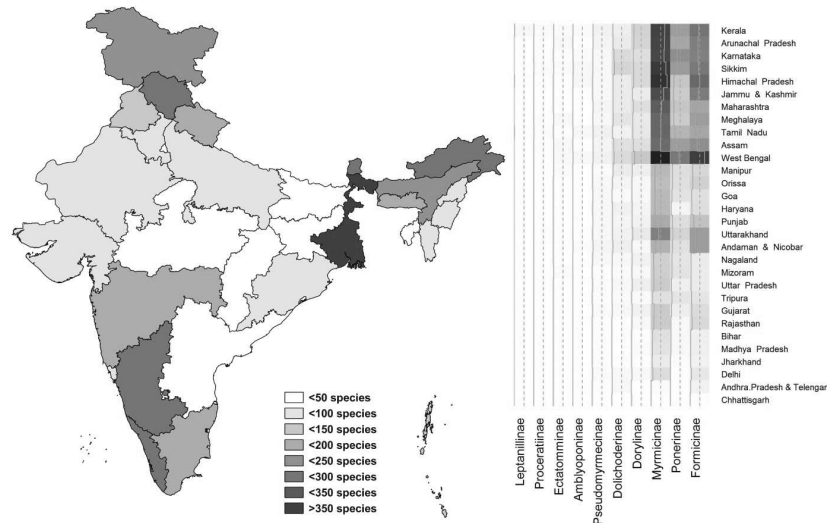 <50 species
<100 species
<150 species
<200 species
<250 species
<300 species
<350 species
>350 species
Kerala
Arunachal Pradesh
Karnataka
Sikkim
Himachal Pradesh
Jammu & Kashmir
Maharashtra
Meghalaya
Tamil Nadu
Assam
West Bengal
Manipur
Orissa
Goa
Haryana
Punjab
Uttarakhand
Andaman & Nicobar
Nagaland
Mizoram
Uttar Pradesh
Tripura
Gujarat
Rajasthan
Bihar
Madhya Pradesh
Jharkhand
Delhi
Andhra.Pradesh & Telengar
Chhattisgarh
Leptanillinae
Proceratiinae
Ectatomminae
Amblyoponinae
Pseudomyrmecinae
Dolichoderinae
Dorylinae
Myrmicinae
Ponerinae
Formicinae